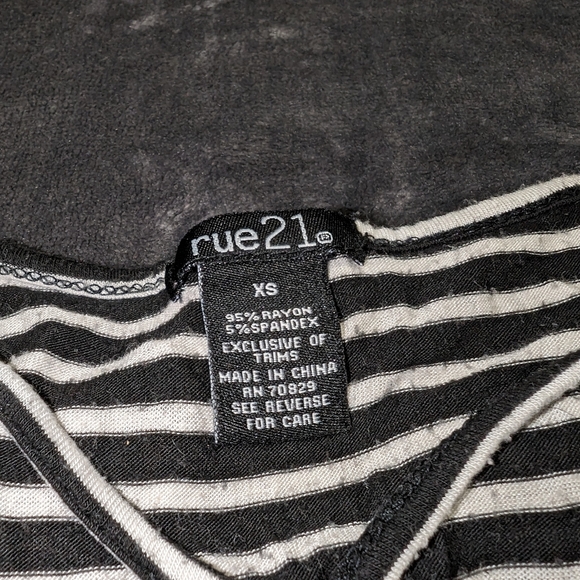 rue21®
XS
95% RAYON
5% SPANDEX
EXCLUSIVE OF
TRIMS
MADE IN CHINA
RN 70829
SEE REVERSE
FOR CARE